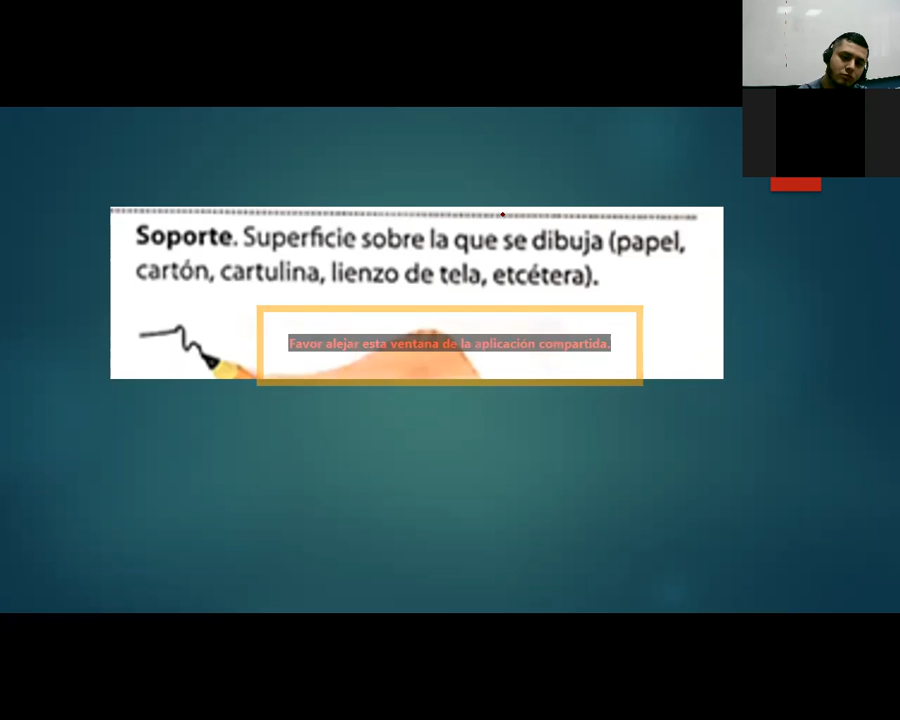 Soporte. Superficie sobre la que se dibuja (papel,
cartón, cartulina, lienzo de tela, etcétera).
Favor alejar esta ventana de la aplicación compartida.